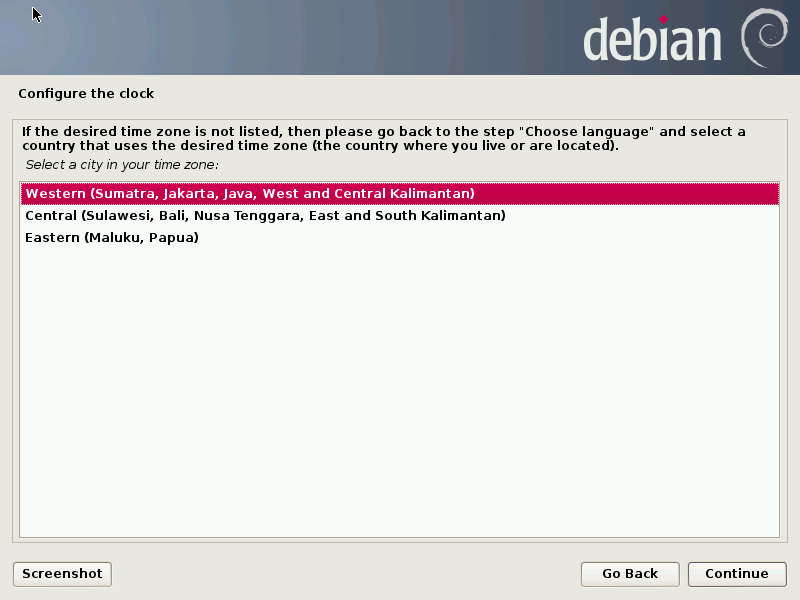 debian
Configure the clock
If the desired time zone is not listed, then please go back to the step "Choose language" and select a
country that uses the desired time zone (the country where you live or are located).
Select a city in your time zone:
Western (Sumatra, Jakarta, Java, West and Central Kalimantan)
Central (Sulawesi, Bali, Nusa Tenggara, East and South Kalimantan)
Eastern (Maluku, Papua)
Screenshot
Go Back
Continue